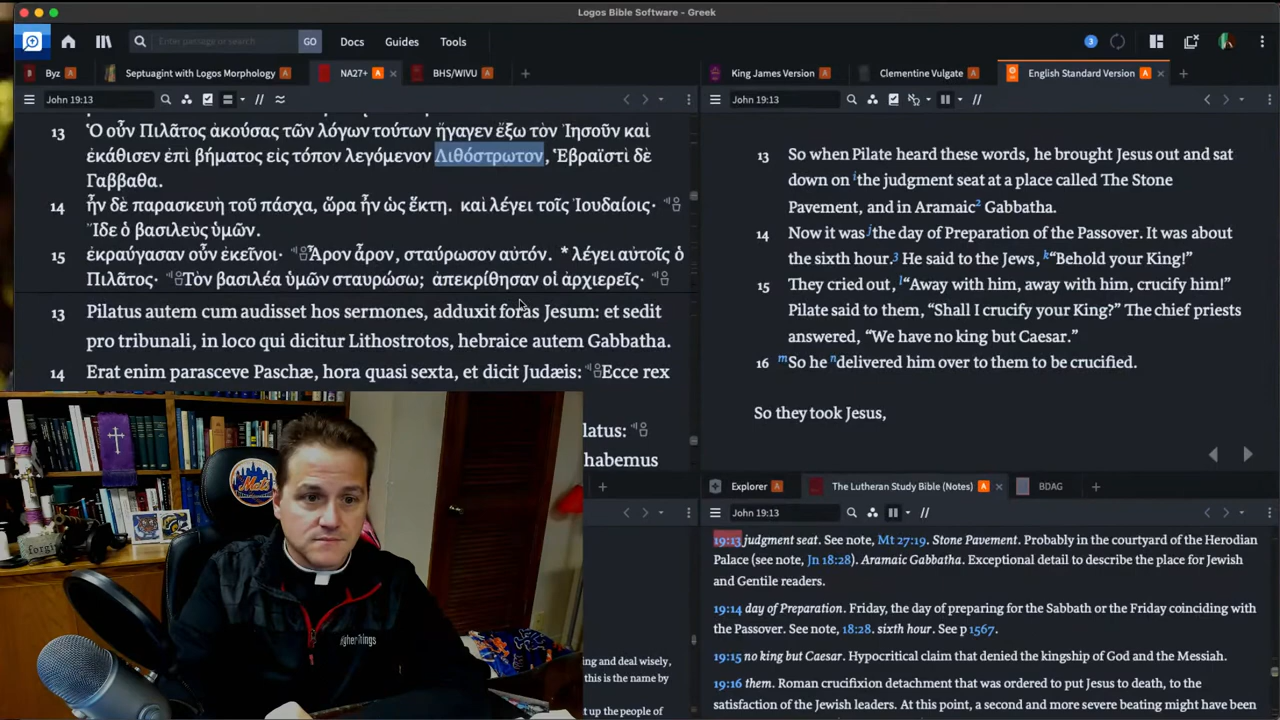 Logos Bible Software - Greek
Enter passage or search GO Docs Guides Tools 3
Byz A Septuagint with Logos Morphology A NA27+ A BHS/WIVU A
John 19:13
13 Ὁ οὖν Πιλᾶτος ἀκούσας τῶν λόγων τούτων ἤγαγεν ἔξω τὸν Ἰησοῦν καὶ
ἐκάθισεν ἐπὶ βήματος εἰς τόπον λεγόμενον Λιθόστρωτον, Ἑβραϊστὶ δὲ
Γαββαθα.
14 ἦν δὲ παρασκευὴ τοῦ πάσχα, ὥρα ἦν ὡς ἕκτη. καὶ λέγει τοῖς Ἰουδαίοις·
Ἴδε ὁ βασιλεὺς ὑμῶν.
15 ἐκραύγασαν οὖν ἐκεῖνοι· Ἆρον ἆρον, σταύρωσον αὐτόν. * λέγει αὐτοῖς ὁ
Πιλᾶτος· Τὸν βασιλέα ὑμῶν σταυρώσω; ἀπεκρίθησαν οἱ ἀρχιερεῖς·
13 Pilatus autem cum audisset hos sermones, adduxit foras Jesum: et sedit
pro tribunali, in loco qui dicitur Lithostrotos, hebraice autem Gabbatha.
14 Erat enim parasceve Paschæ, hora quasi sexta, et dicit Judæis: Ecce rex
latus:
habemus
ing and deal wisely,
this is the name by
t up the people of
King James Version A Clementine Vulgate A English Standard Version A
John 19:13
13 So when Pilate heard these words, he brought Jesus out and sat
down on i the judgment seat at a place called The Stone
Pavement, and in Aramaic2 Gabbatha.
14 Now it was j the day of Preparation of the Passover. It was about
the sixth hour.3 He said to the Jews, k “Behold your King!”
15 They cried out, l “Away with him, away with him, crucify him!”
Pilate said to them, “Shall I crucify your King?” The chief priests
answered, “We have no king but Caesar.”
16 m So he n delivered him over to them to be crucified.
So they took Jesus,
Explorer A The Lutheran Study Bible (Notes) A BDAG
John 19:13
19:13 judgment seat. See note, Mt 27:19. Stone Pavement. Probably in the courtyard of the Herodian
Palace (see note, Jn 18:28). Aramaic Gabbatha. Exceptional detail to describe the place for Jewish
and Gentile readers.
19:14 day of Preparation. Friday, the day of preparing for the Sabbath or the Friday coinciding with
the Passover. See note, 18:28. sixth hour. See p 1567.
19:15 no king but Caesar. Hypocritical claim that denied the kingship of God and the Messiah.
19:16 them. Roman crucifixion detachment that was ordered to put Jesus to death, to the
satisfaction of the Jewish leaders. At this point, a second and more severe beating might have been
forgi
Mets